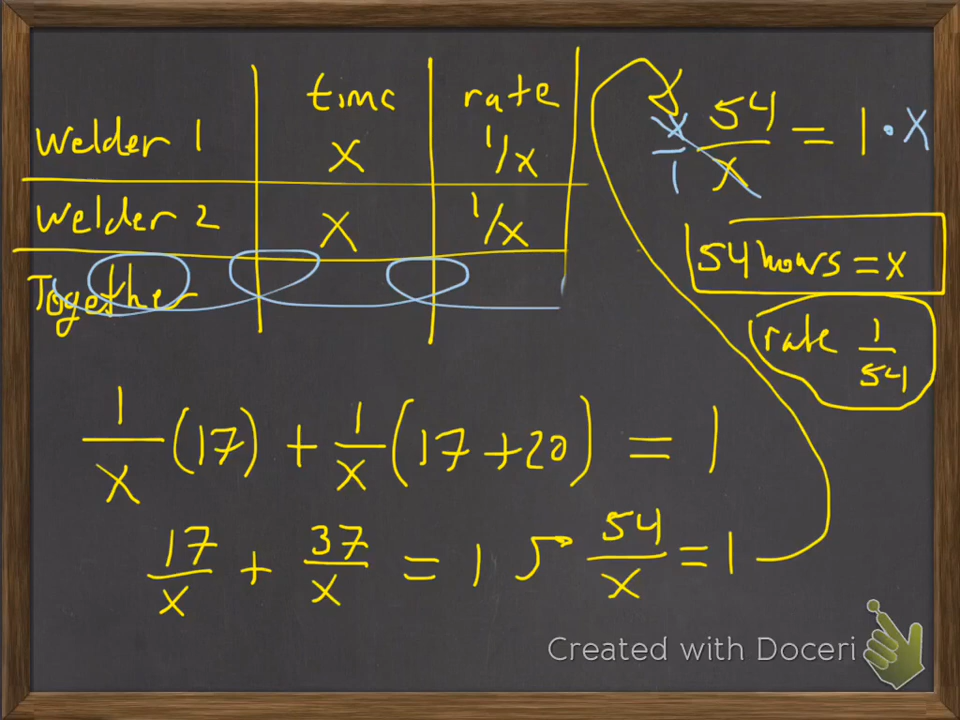 time rate
Welder 1 X 1/X
Welder 2 X 1/X
Together
X/1 54/X = 1 · X
54 hours = X
rate 1/54
1/X (17) + 1/X (17+20) = 1
17/X + 37/X = 1 54/X = 1
Created with Doceri